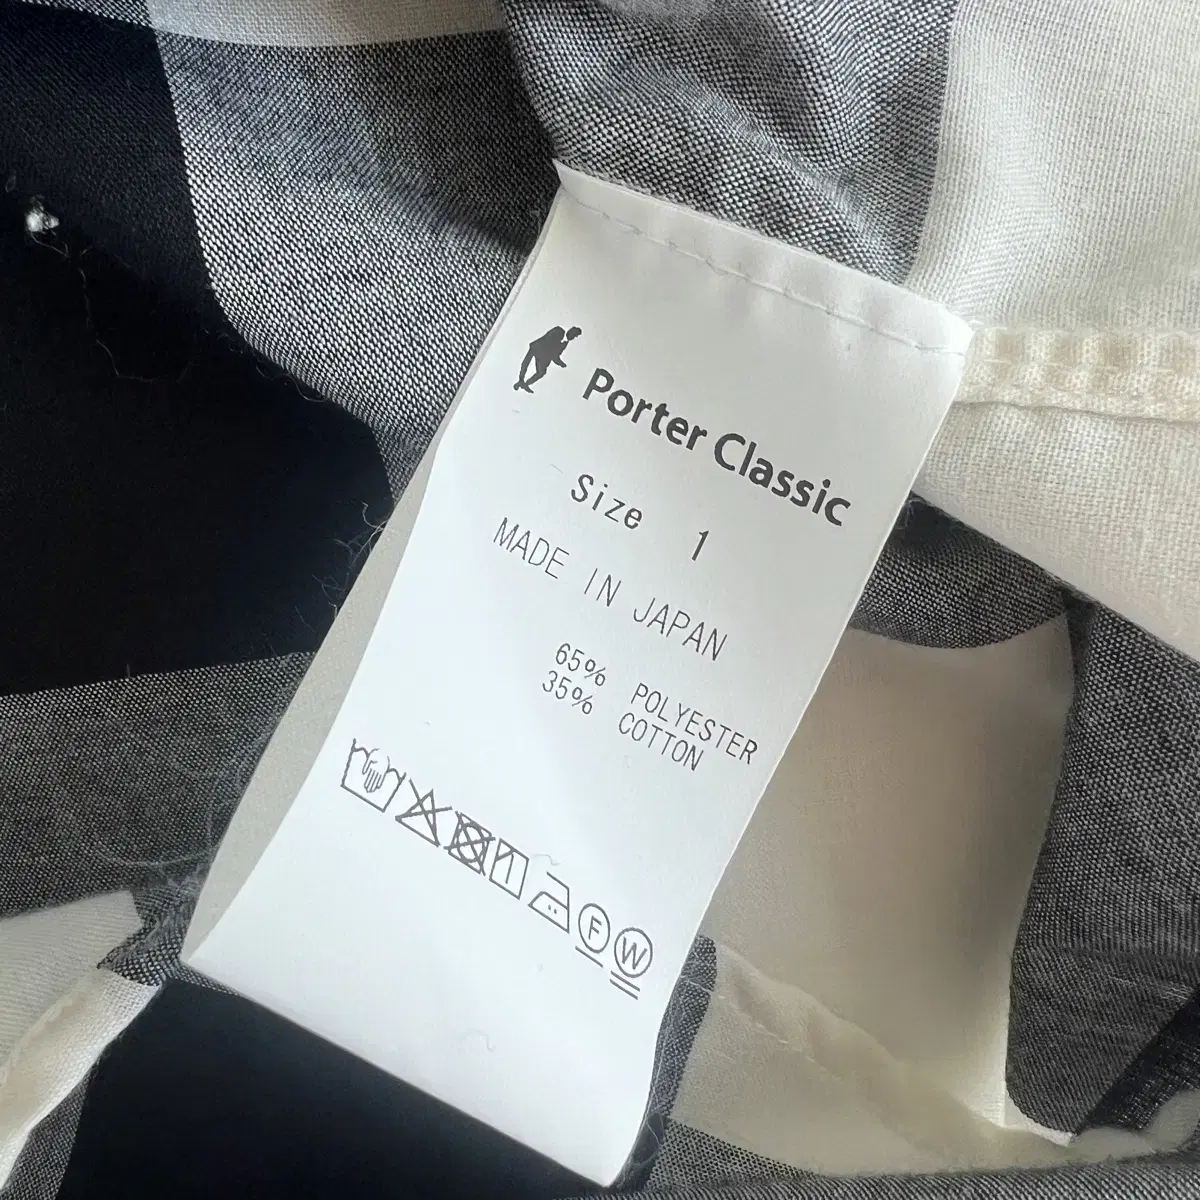 Porter Classic
Size 1
MADE IN JAPAN
65% POLYESTER
35% COTTON
F W